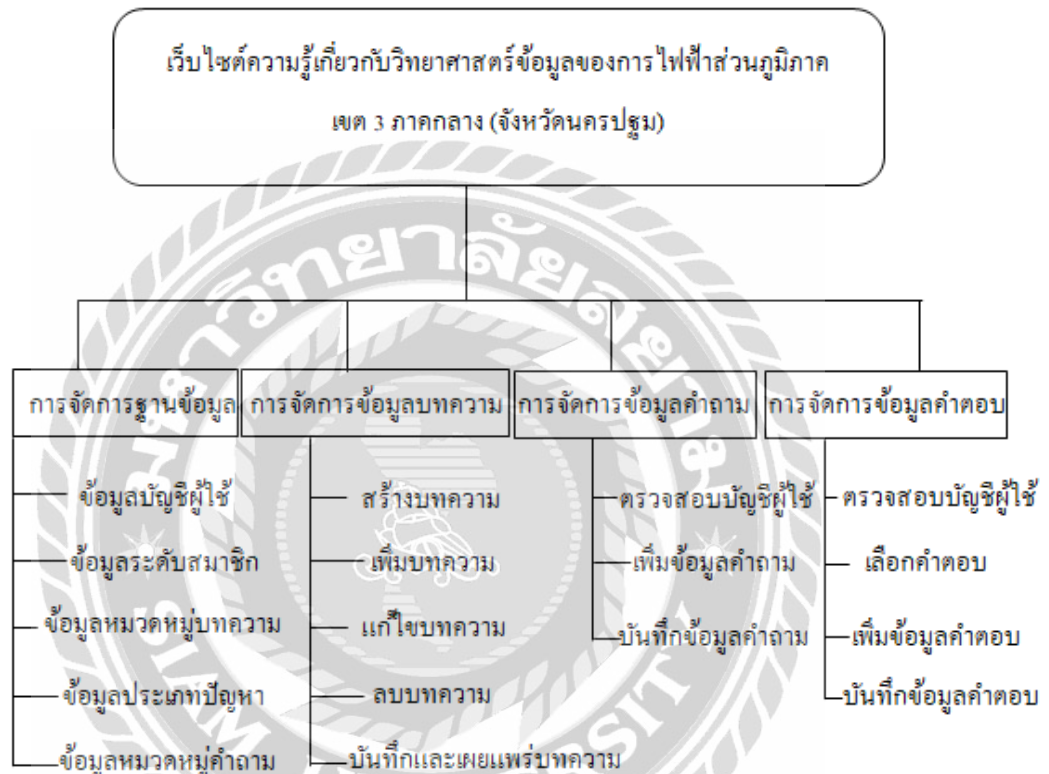 เว็บไซต์ความรู้เกี่ยวกับวิทยาศาสตร์ข้อมูลของการไฟฟ้าส่วนภูมิภาค
เขต 3 ภาคกลาง (จังหวัดนครปฐม)
การจัดการฐานข้อมูล
ข้อมูลบัญชีผู้ใช้
ข้อมูลระดับสมาชิก
ข้อมูลหมวดหมู่บทความ
ข้อมูลประเภทปัญหา
ข้อมูลหมวดหมู่คำถาม
การจัดการข้อมูลบทความ
สร้างบทความ
เพิ่มบทความ
แก้ไขบทความ
ลบบทความ
บันทึกและเผยแพร่บทความ
การจัดการข้อมูลคำถาม
ตรวจสอบบัญชีผู้ใช้
เพิ่มข้อมูลคำถาม
บันทึกข้อมูลคำถาม
การจัดการข้อมูลคำตอบ
ตรวจสอบบัญชีผู้ใช้
เลือกคำตอบ
เพิ่มข้อมูลคำตอบ
บันทึกข้อมูลคำตอบ
มหาวิทยาลัยสยาม
SIAM UNIVERSITY